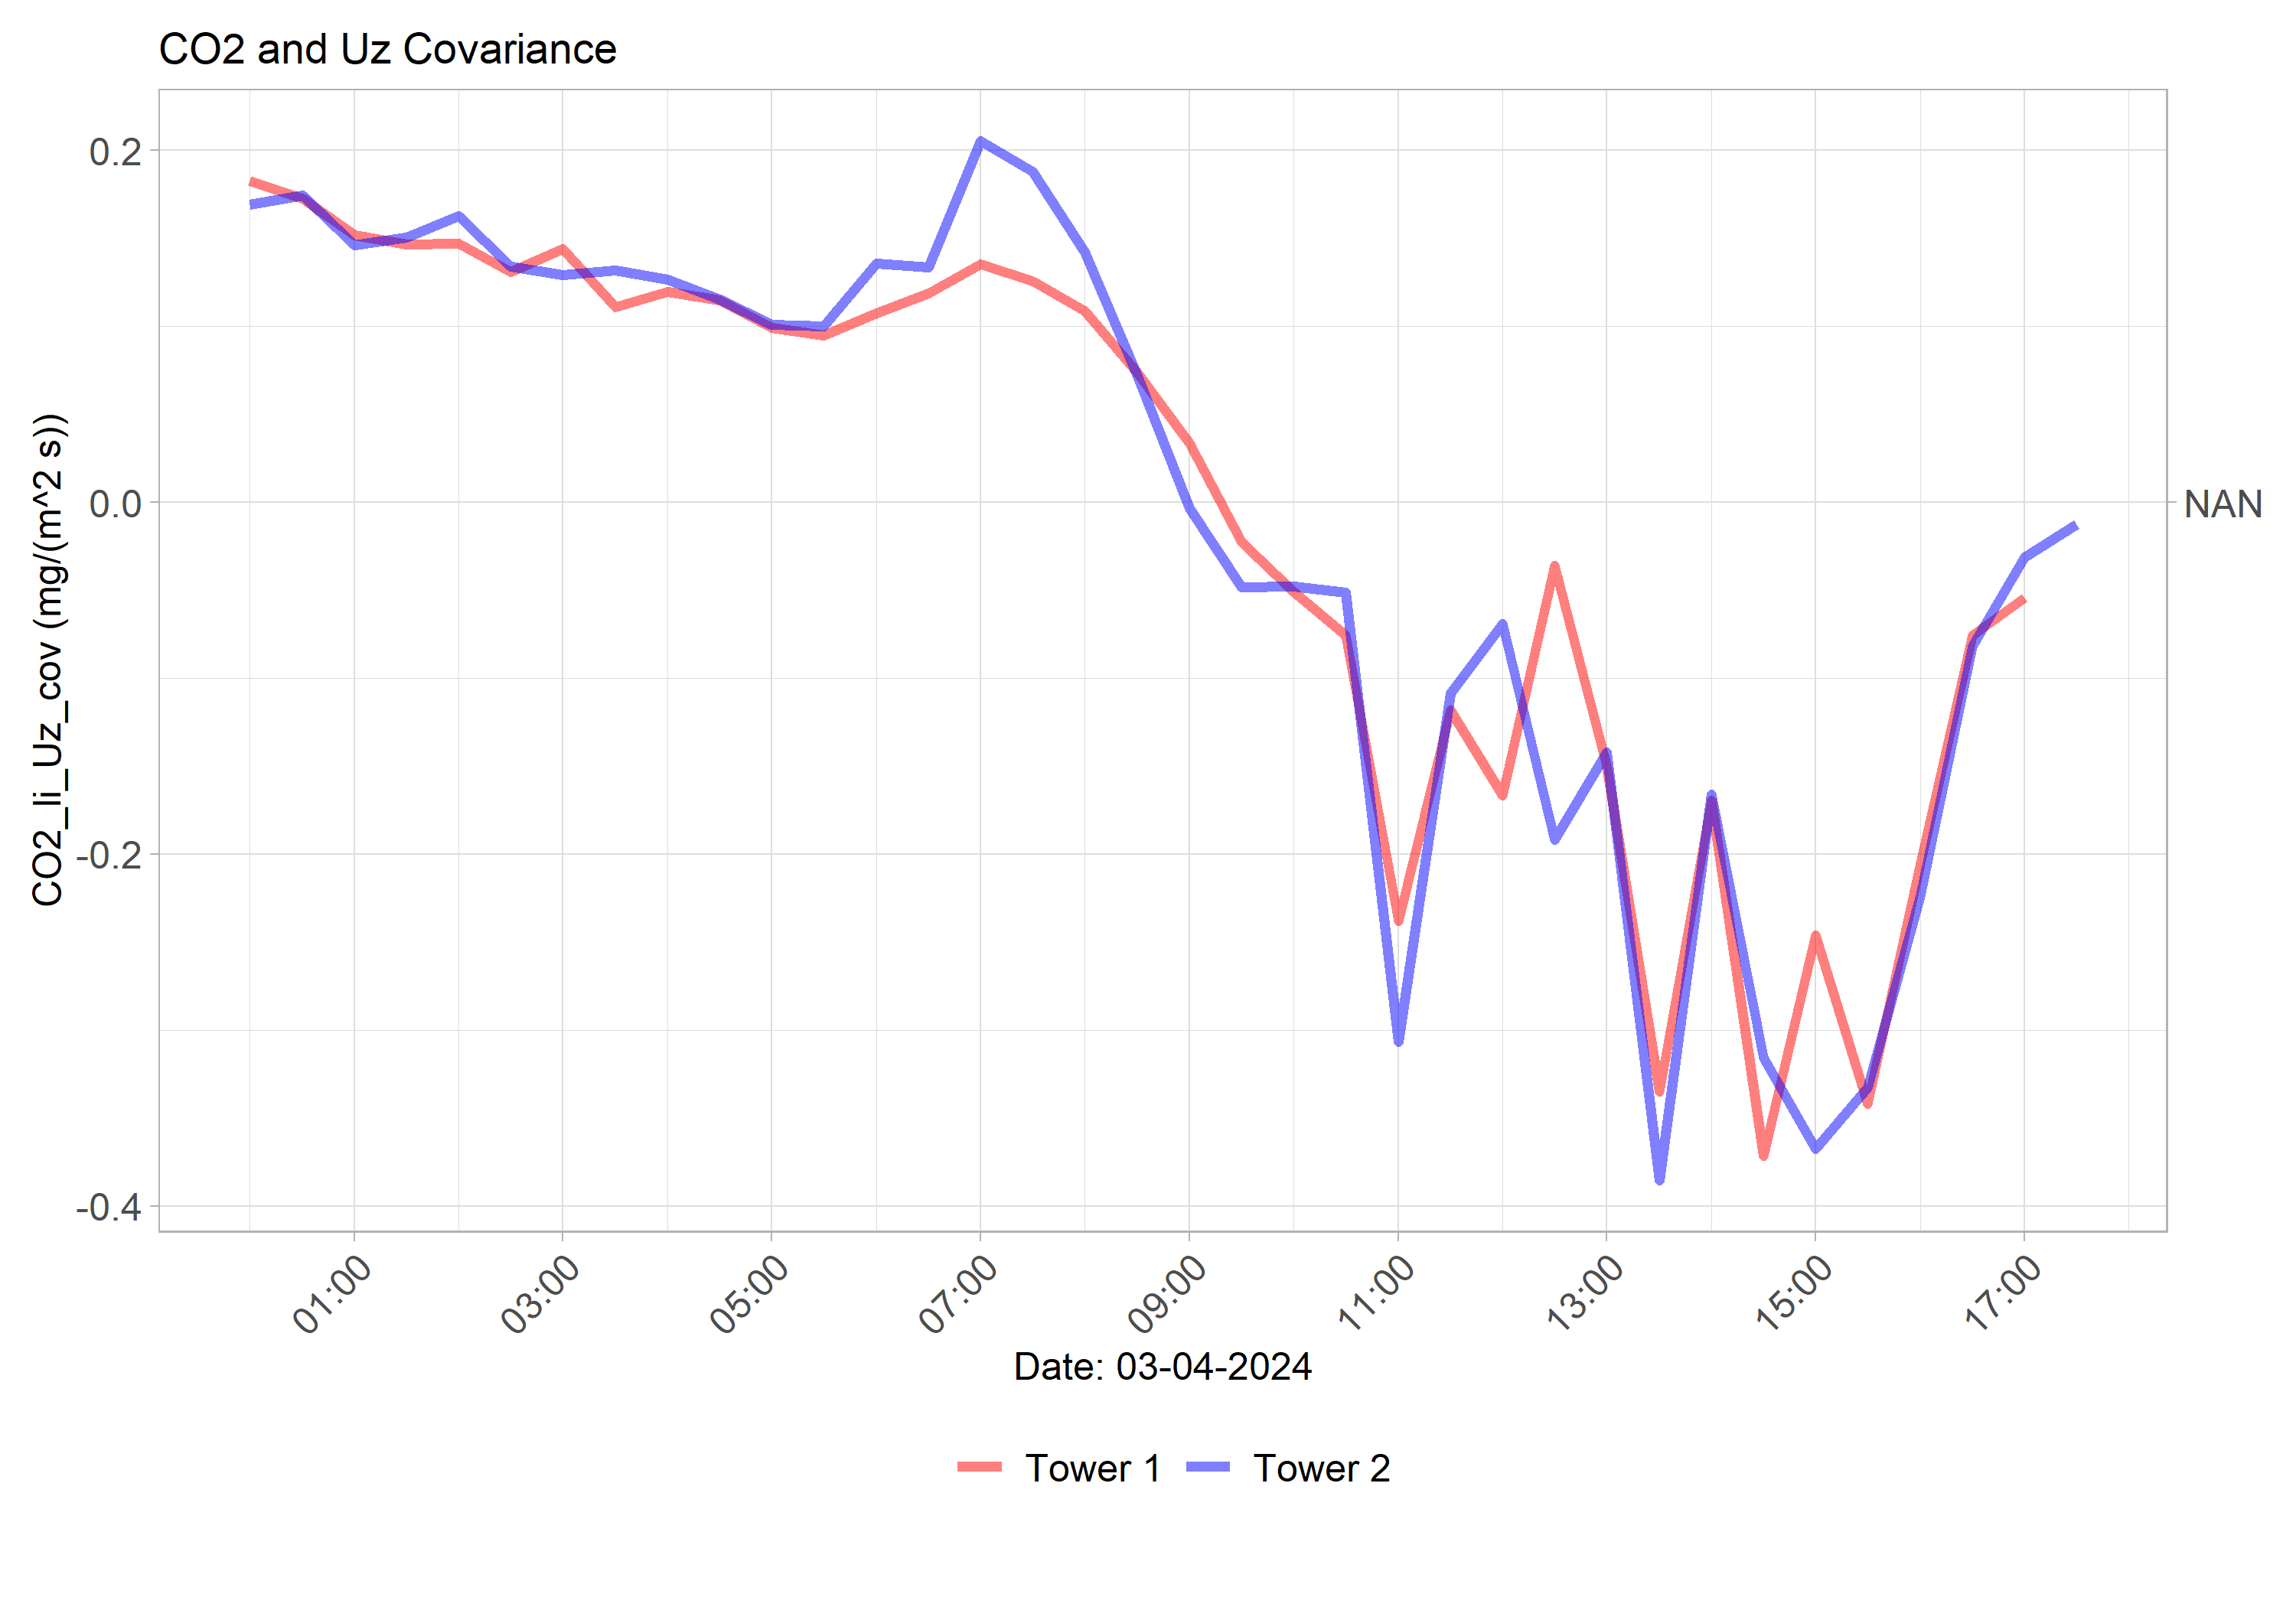 CO2 and Uz Covariance
CO2_li_Uz_cov (mg/(m^2 s))
0.2
0.0
-0.2
-0.4
NAN
01:00
03:00
05:00
07:00
09:00
11:00
13:00
15:00
17:00
Date: 03-04-2024
Tower 1
Tower 2